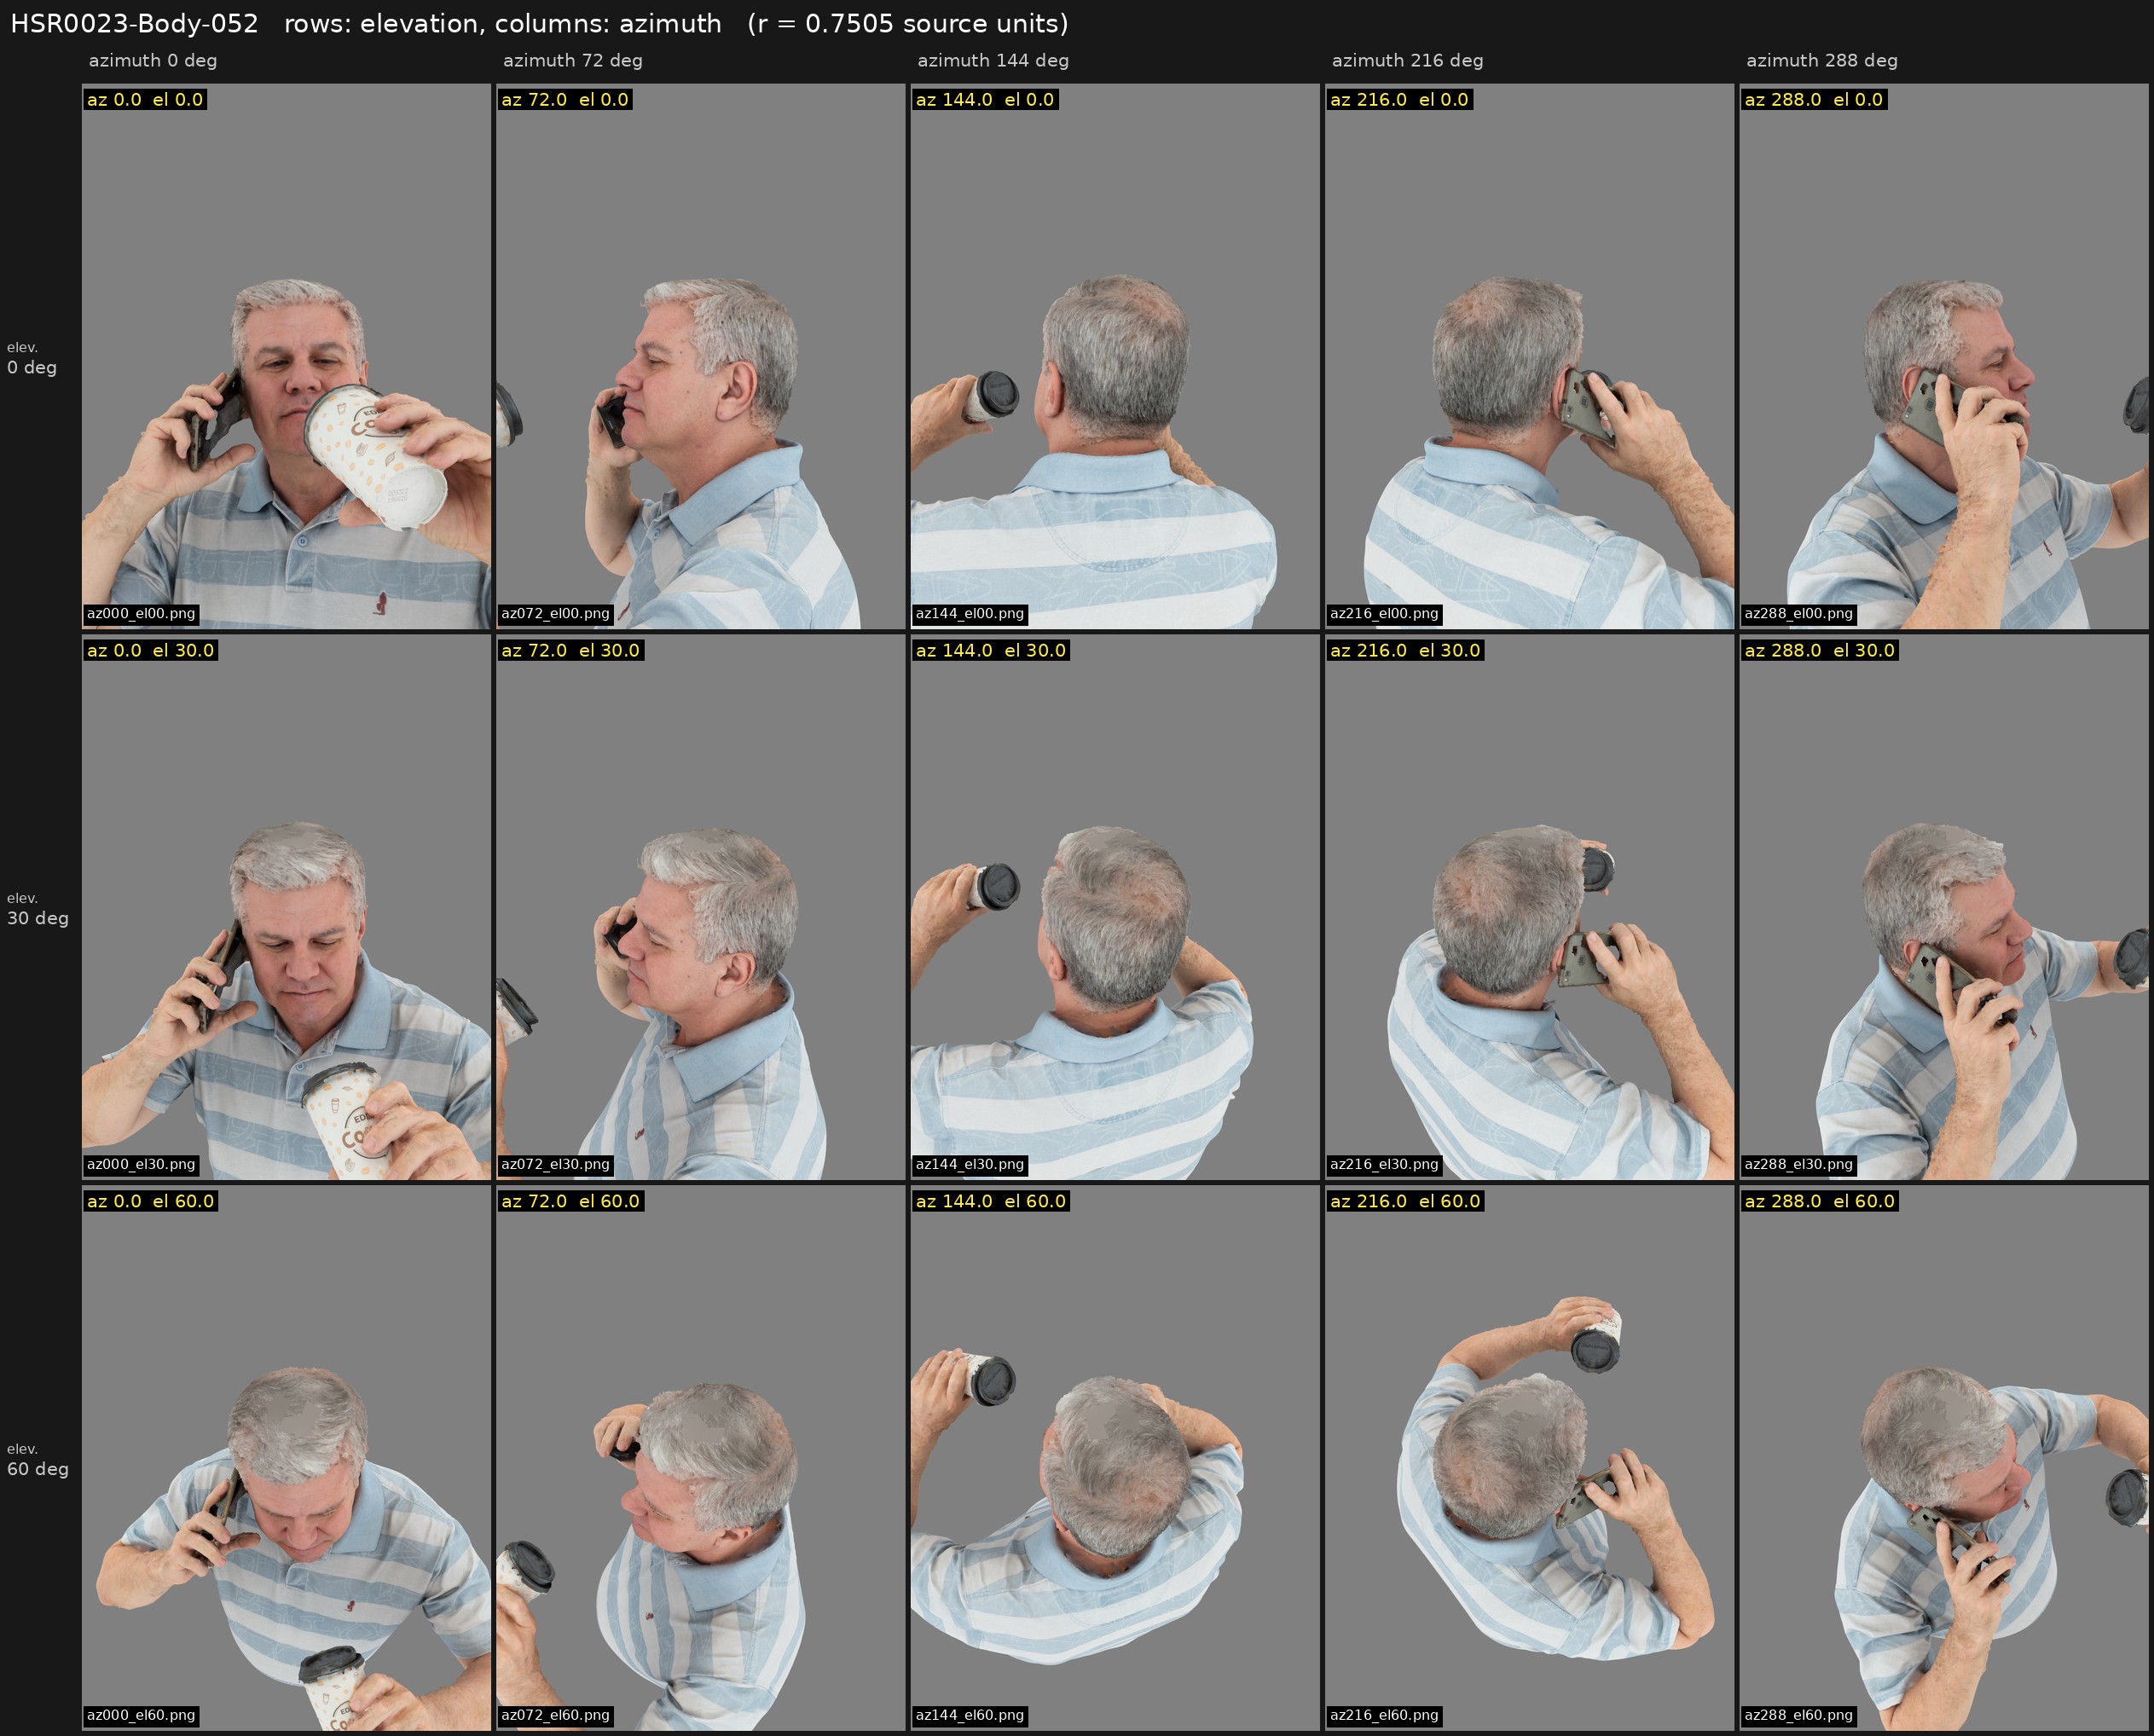 HSR0023-Body-052   rows: elevation, columns: azimuth   (r = 0.7505 source units)
azimuth 0 deg
azimuth 72 deg
azimuth 144 deg
azimuth 216 deg
azimuth 288 deg
elev.
0 deg
az 0.0  el 0.0
az000_el00.png
az 72.0  el 0.0
az072_el00.png
az 144.0  el 0.0
az144_el00.png
az 216.0  el 0.0
az216_el00.png
az 288.0  el 0.0
az288_el00.png
elev.
30 deg
az 0.0  el 30.0
az000_el30.png
az 72.0  el 30.0
az072_el30.png
az 144.0  el 30.0
az144_el30.png
az 216.0  el 30.0
az216_el30.png
az 288.0  el 30.0
az288_el30.png
elev.
60 deg
az 0.0  el 60.0
az000_el60.png
az 72.0  el 60.0
az072_el60.png
az 144.0  el 60.0
az144_el60.png
az 216.0  el 60.0
az216_el60.png
az 288.0  el 60.0
az288_el60.png